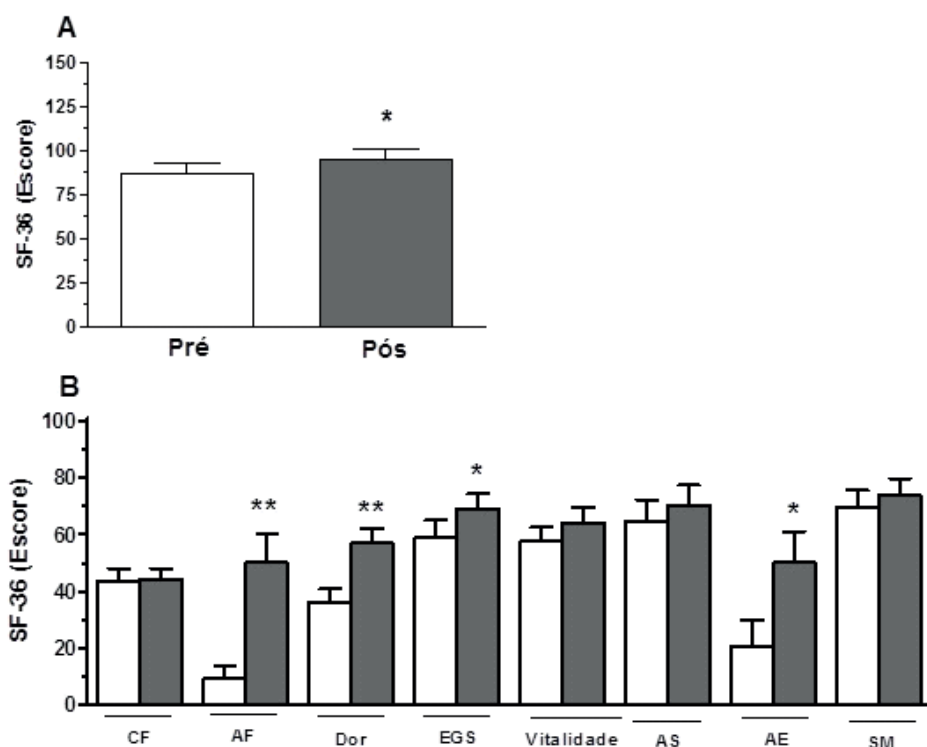 A
SF-36 (Escore)
150
125
100
75
50
25
0
*
Pré Pós
B
SF-36 (Escore)
100
80
60
40
20
0
** ** * *
CF AF Dor EGS Vitalidade AS AE SM